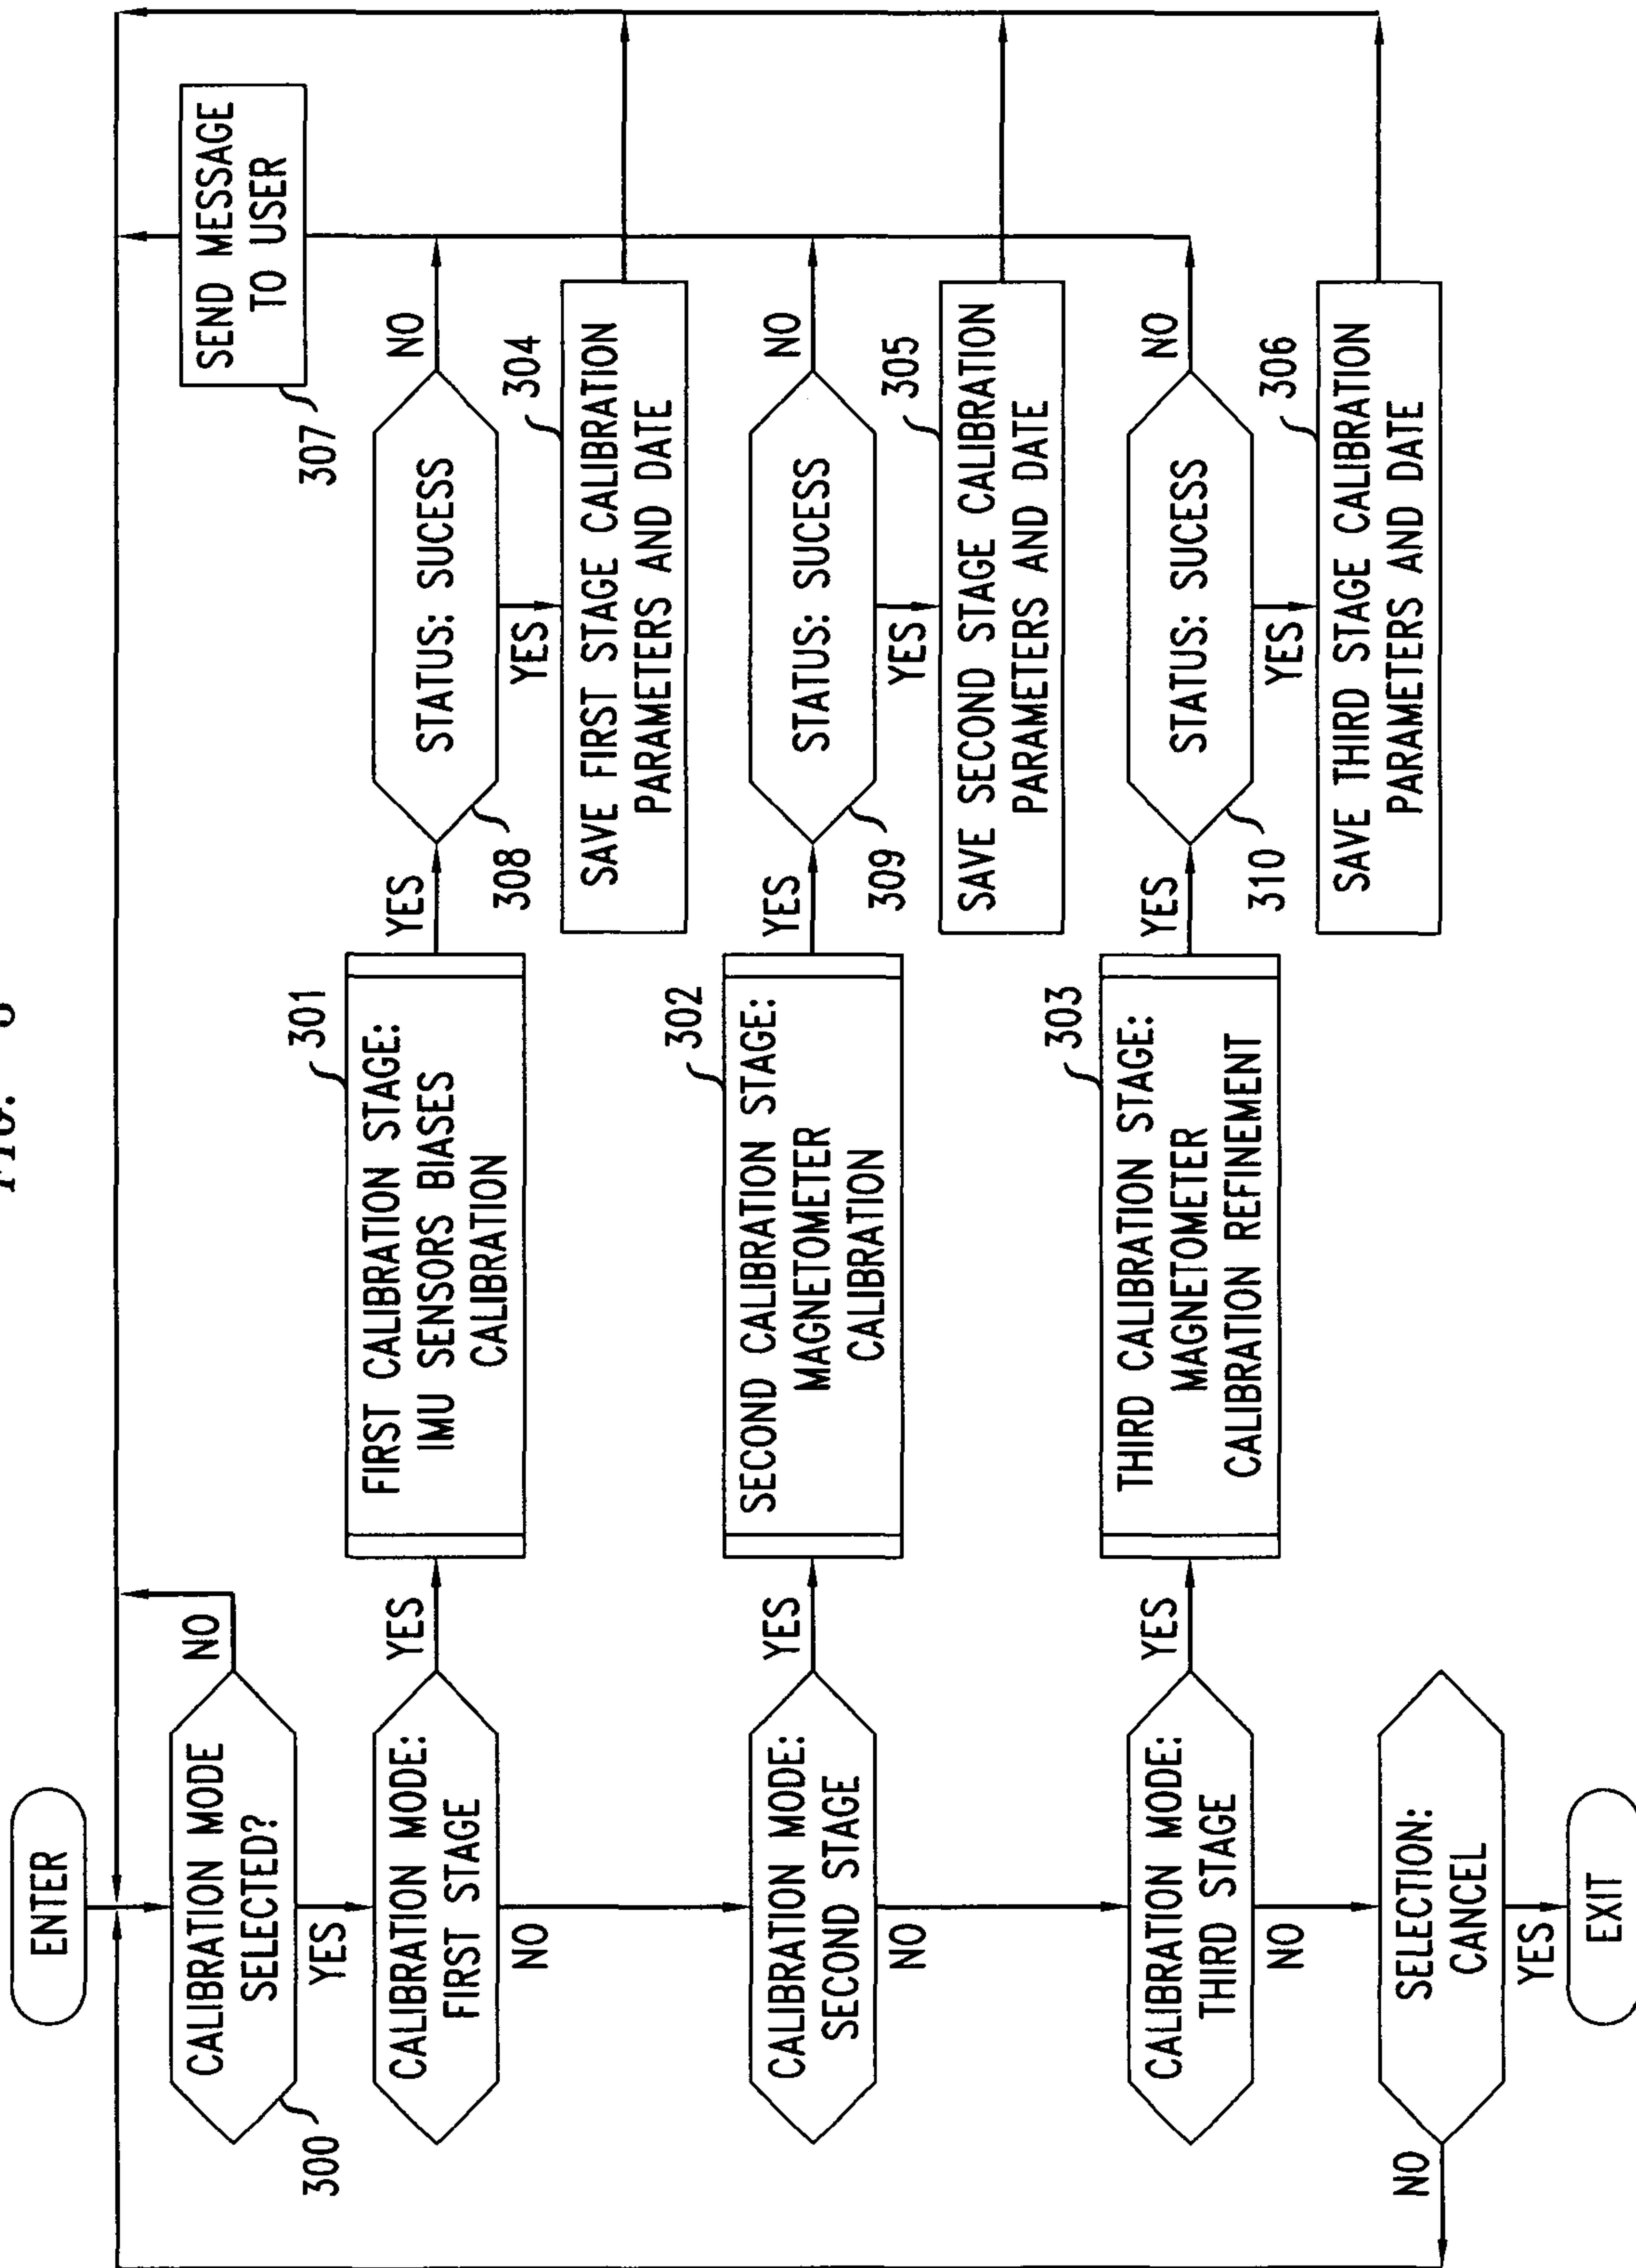 FIG.
ENTER
CALIBRATION MODE
SELECTED?
300
NO
YES
SEND MESSAGE
TO USER
307
CALIBRATION MODE:
FIRST STAGE
YES
NO
FIRST CALIBRATION STAGE:
IMU SENSORS BIASES
CALIBRATION
301
YES
STATUS: SUCESS
308
NO
YES
304
SAVE FIRST STAGE CALIBRATION
PARAMETERS AND DATE
CALIBRATION MODE:
SECOND STAGE
YES
NO
SECOND CALIBRATION STAGE:
MAGNETOMETER
CALIBRATION
302
YES
STATUS: SUCESS
309
NO
YES
305
SAVE SECOND STAGE CALIBRATION
PARAMETERS AND DATE
CALIBRATION MODE:
THIRD STAGE
YES
NO
THIRD CALIBRATION STAGE:
MAGNETOMETER
CALIBRATION REFINEMENT
303
YES
STATUS: SUCESS
310
NO
YES
306
SAVE THIRD STAGE CALIBRATION
PARAMETERS AND DATE
SELECTION:
CANCEL
NO
YES
EXIT